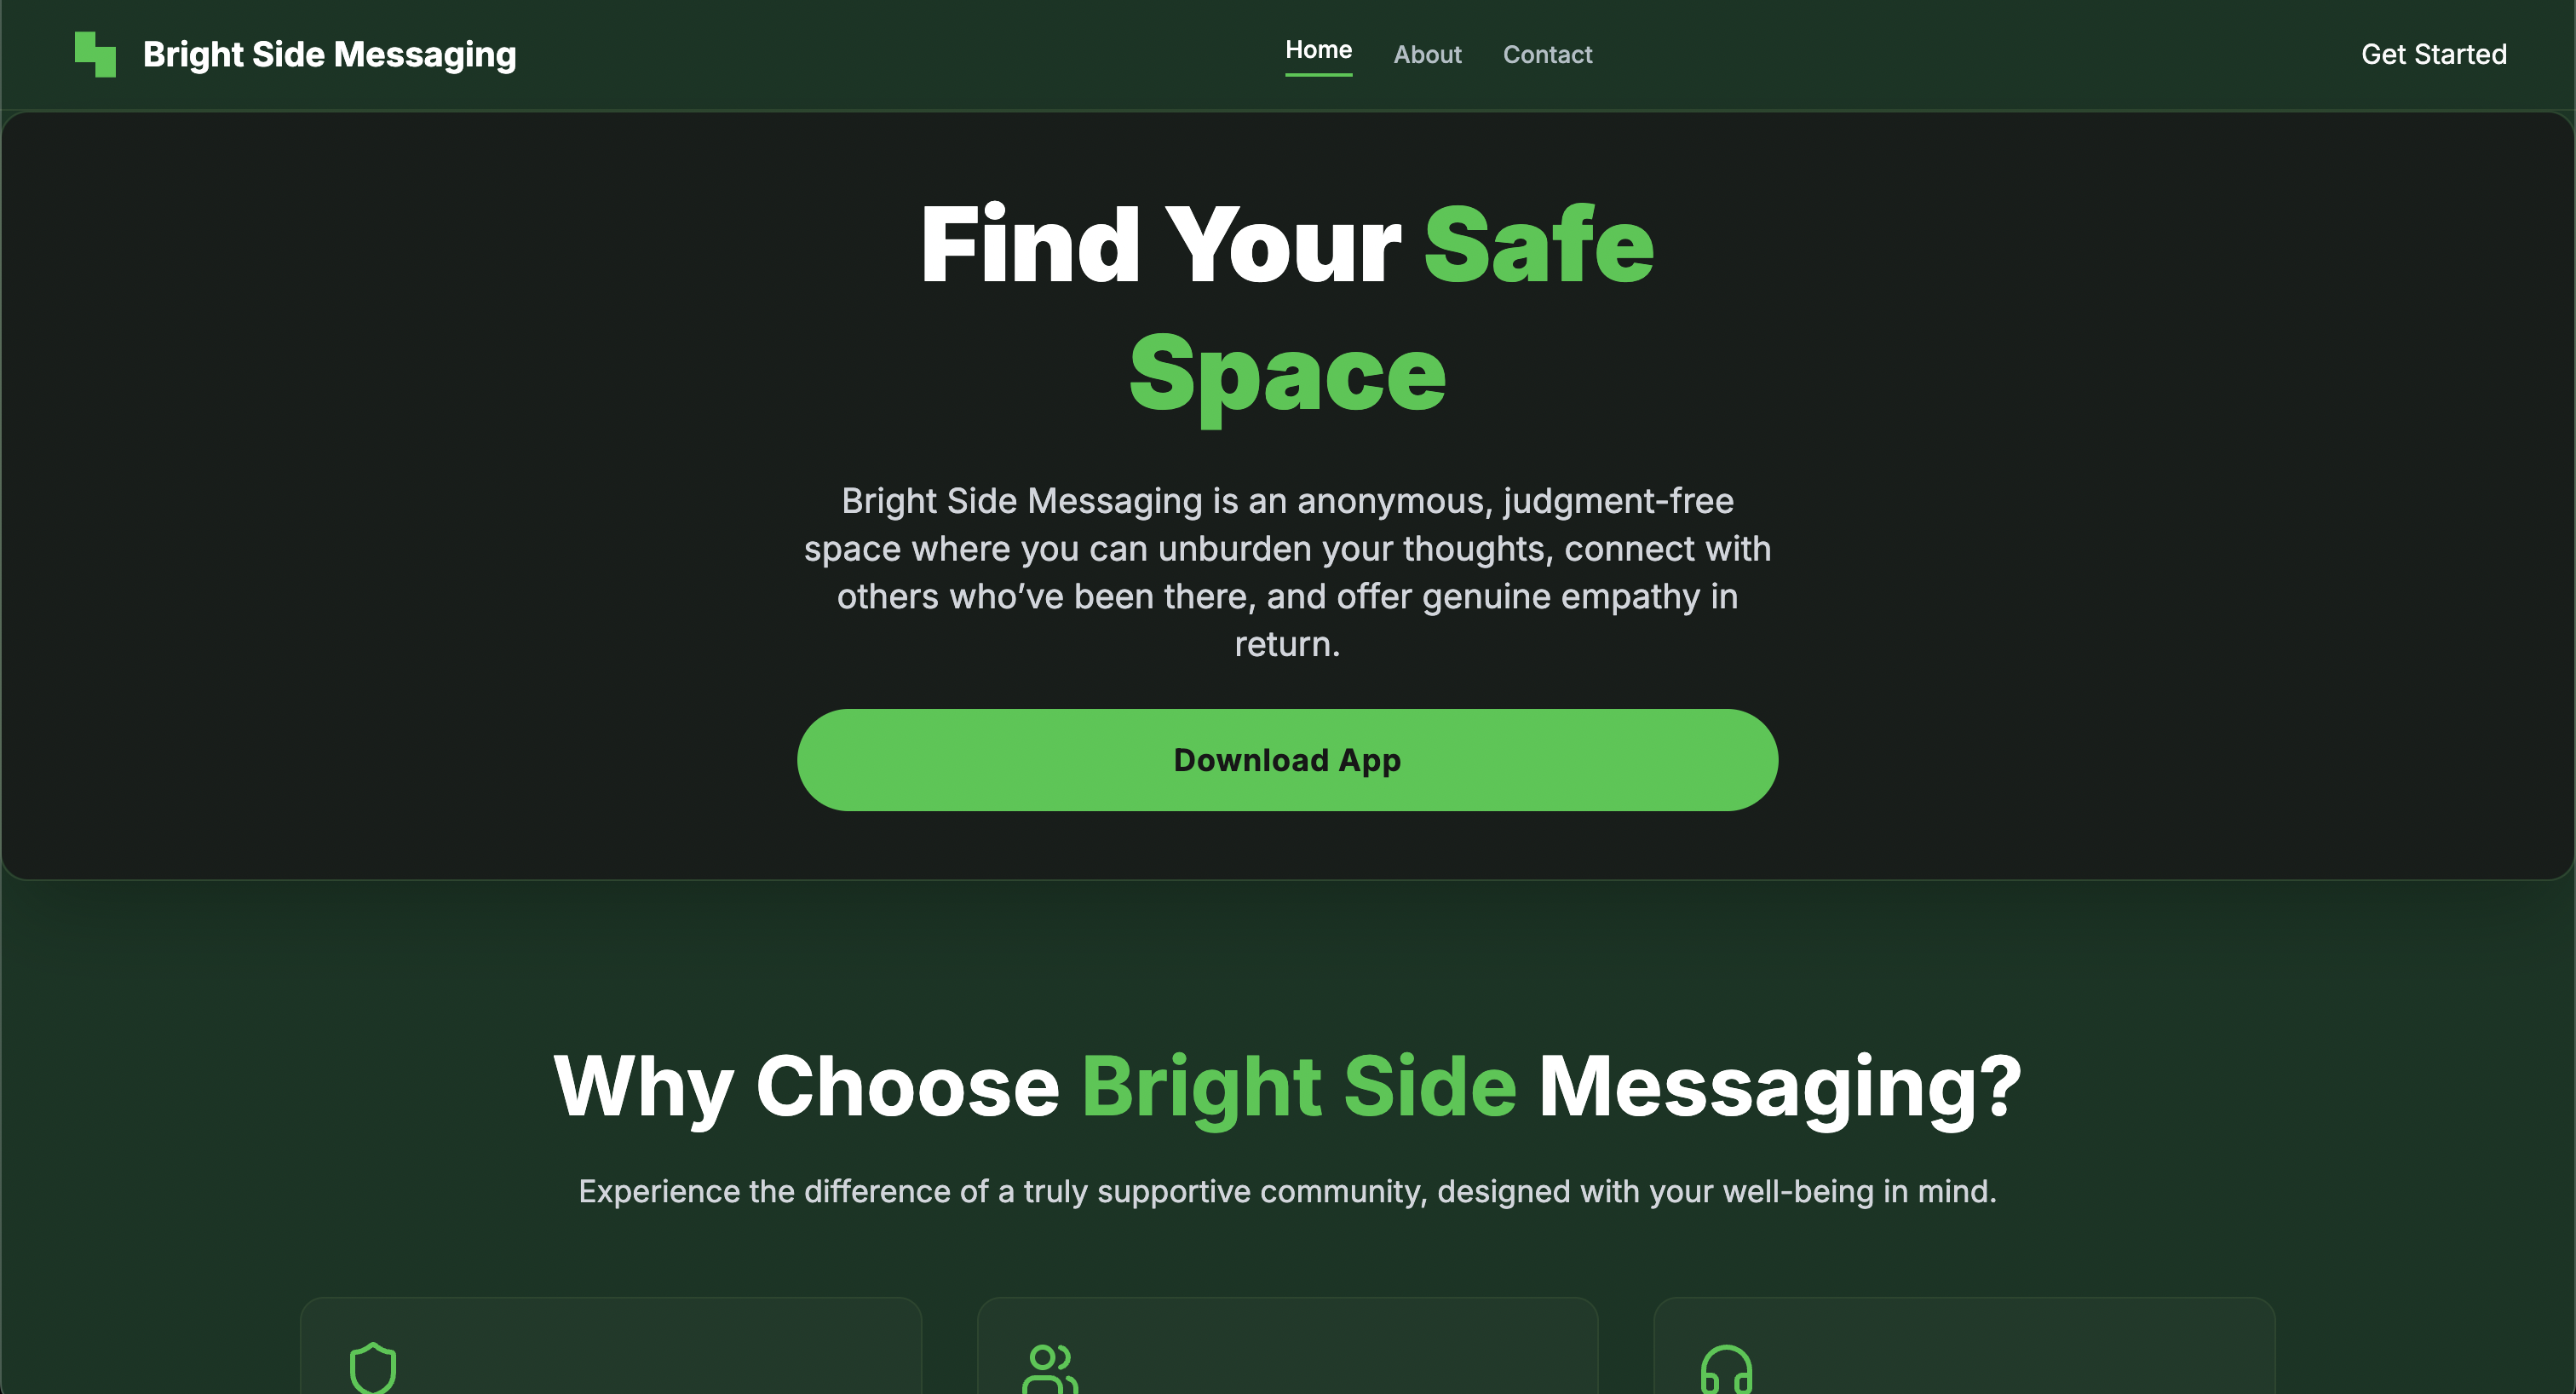 Bright Side Messaging
Home
About
Contact
Get Started
Find Your Safe
Space
Bright Side Messaging is an anonymous, judgment-free
space where you can unburden your thoughts, connect with
others who’ve been there, and offer genuine empathy in
return.
Download App
Why Choose Bright Side Messaging?
Experience the difference of a truly supportive community, designed with your well-being in mind.